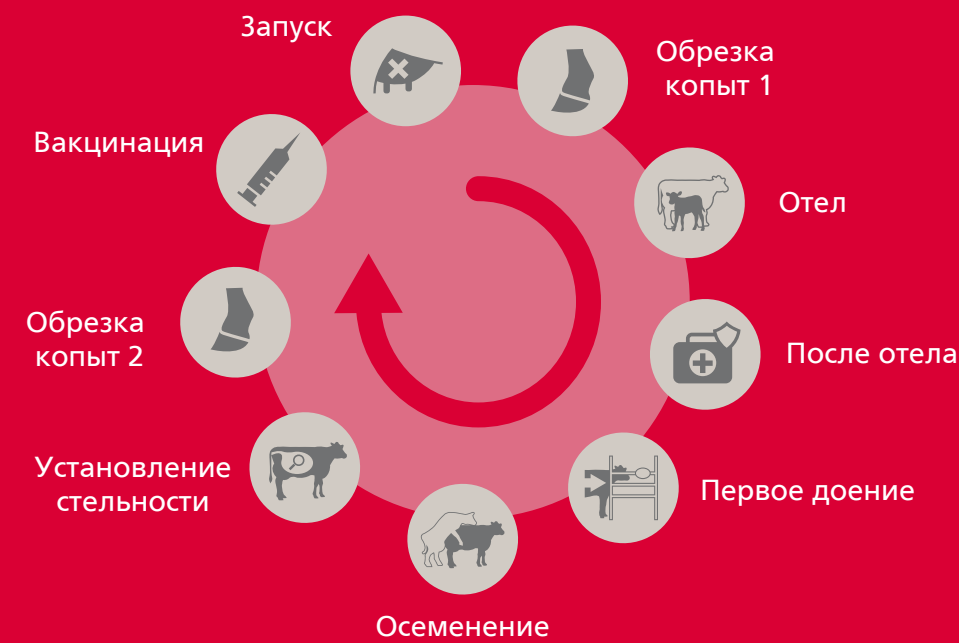 Запуск
Обрезка
копыт 1
Вакцинация
Отел
Обрезка
копыт 2
После отела
Установление
стельности
Первое доение
Осеменение